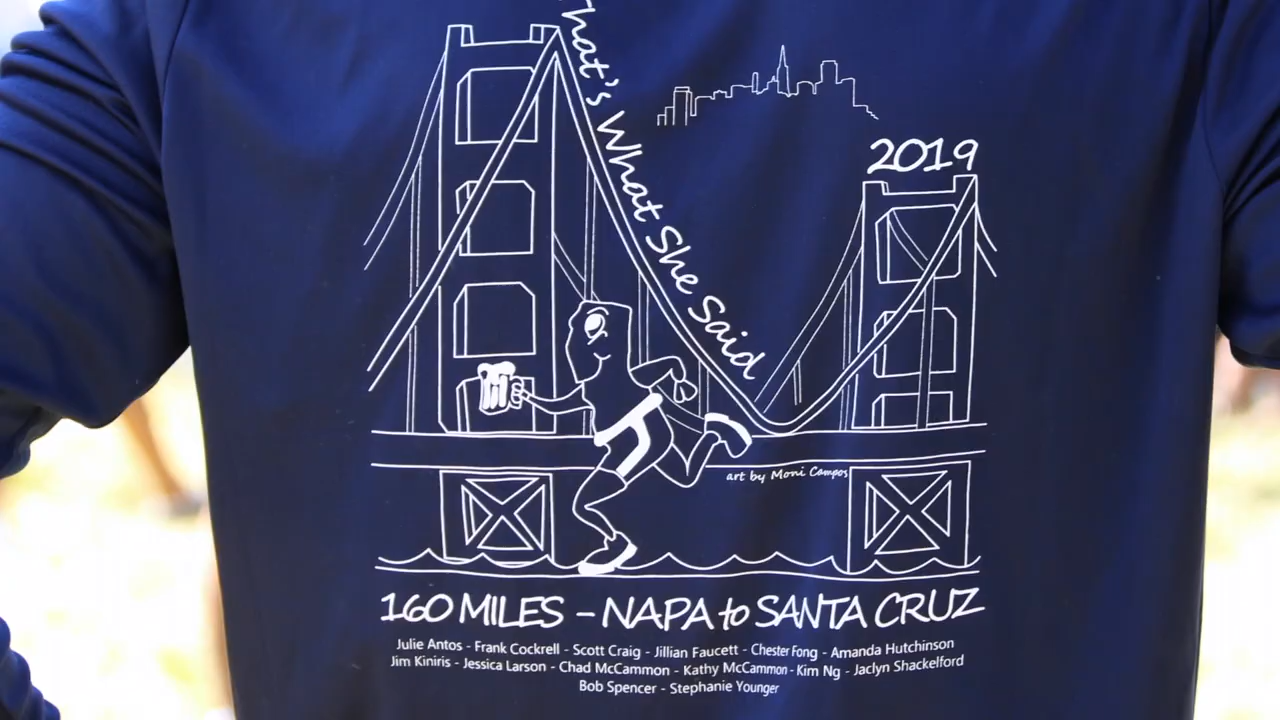 That's What She Said
2019
art by Moni Campos
160 MILES – NAPA to SANTA CRUZ
Julie Antos - Frank Cockrell - Scott Craig - Jillian Faucett - Chester Fong - Amanda Hutchinson
Jim Kiniris - Jessica Larson - Chad McCammon - Kathy McCammon - Kim Ng - Jaclyn Shackelford
Bob Spencer - Stephanie Younger